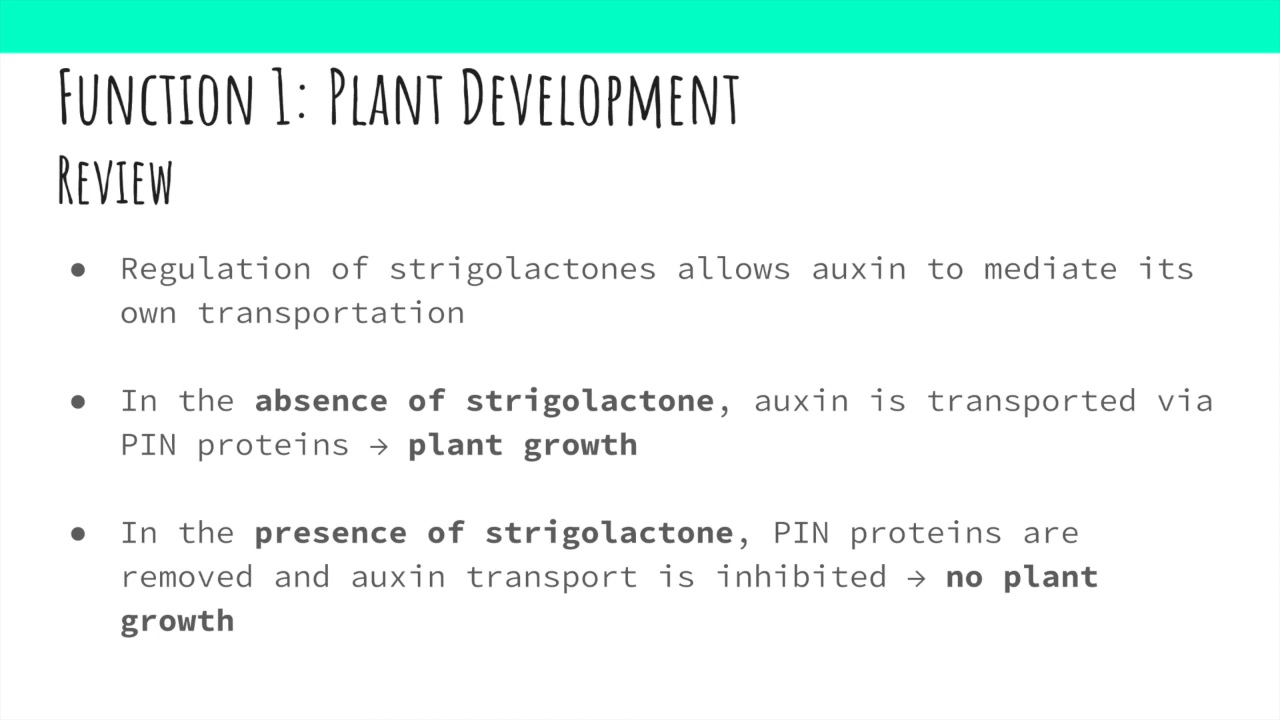 Function 1: Plant Development
Review
● Regulation of strigolactones allows auxin to mediate its
own transportation
● In the absence of strigolactone, auxin is transported via
PIN proteins → plant growth
● In the presence of strigolactone, PIN proteins are
removed and auxin transport is inhibited → no plant
growth